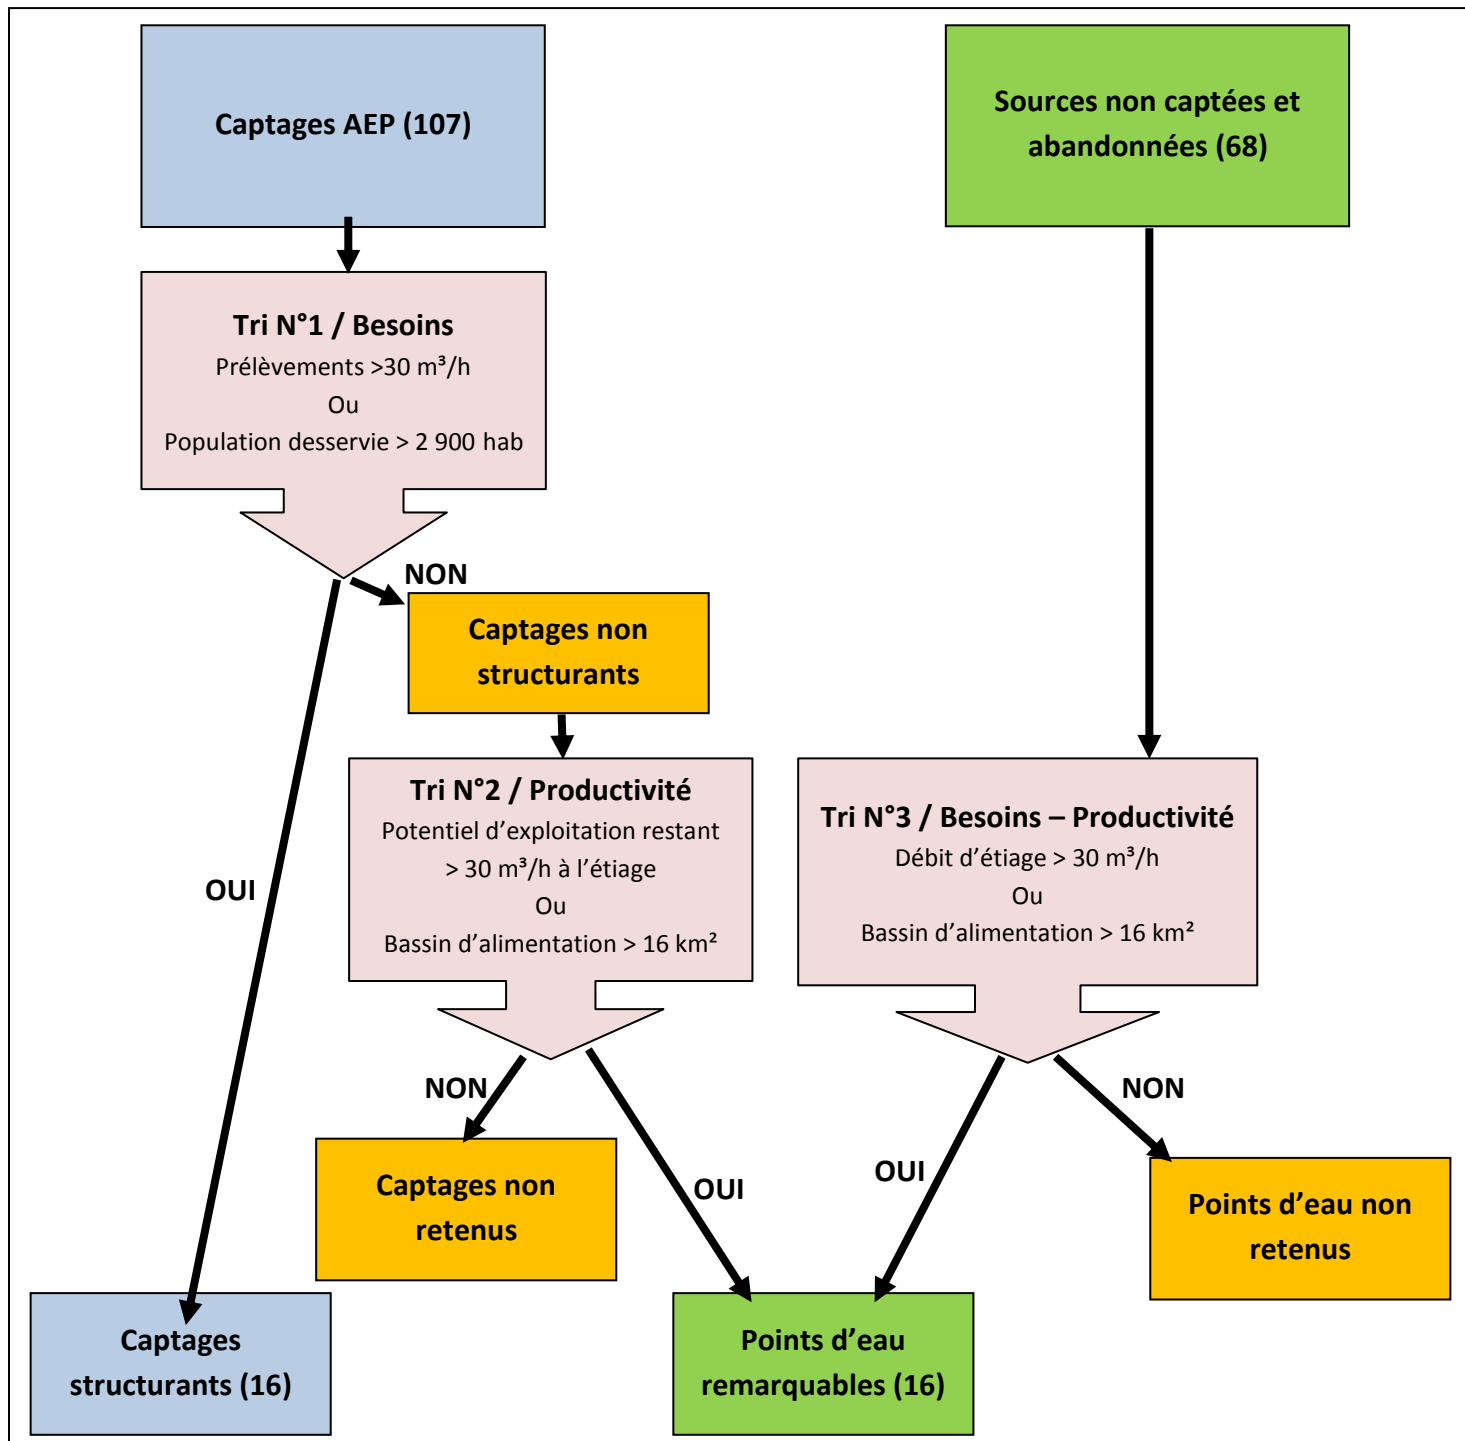 Captages AEP (107)
Sources non captées et
abandonnées (68)
Tri N°1 / Besoins
Prélèvements >30 m³/h
Ou
Population desservie > 2 900 hab
NON
Captages non
structurants
OUI
Tri N°2 / Productivité
Potentiel d’exploitation restant
> 30 m³/h à l’étiage
Ou
Bassin d’alimentation > 16 km²
Tri N°3 / Besoins – Productivité
Débit d’étiage > 30 m³/h
Ou
Bassin d’alimentation > 16 km²
NON
OUI
OUI
NON
Captages non
retenus
Points d’eau non
retenus
Captages
structurants (16)
Points d’eau
remarquables (16)